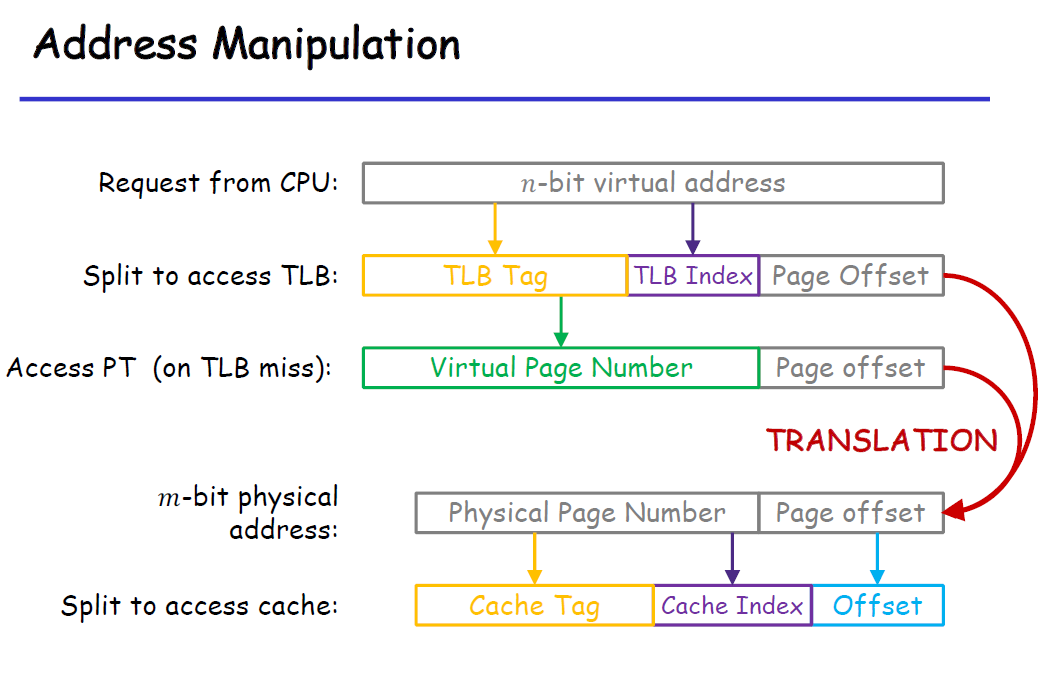 Address Manipulation
Request from CPU:
n-bit virtual address
Split to access TLB:
TLB Tag
TLB Index
Page Offset
Access PT (on TLB miss):
Virtual Page Number
Page offset
TRANSLATION
m-bit physical
address:
Physical Page Number
Page offset
Split to access cache:
Cache Tag
Cache Index
Offset